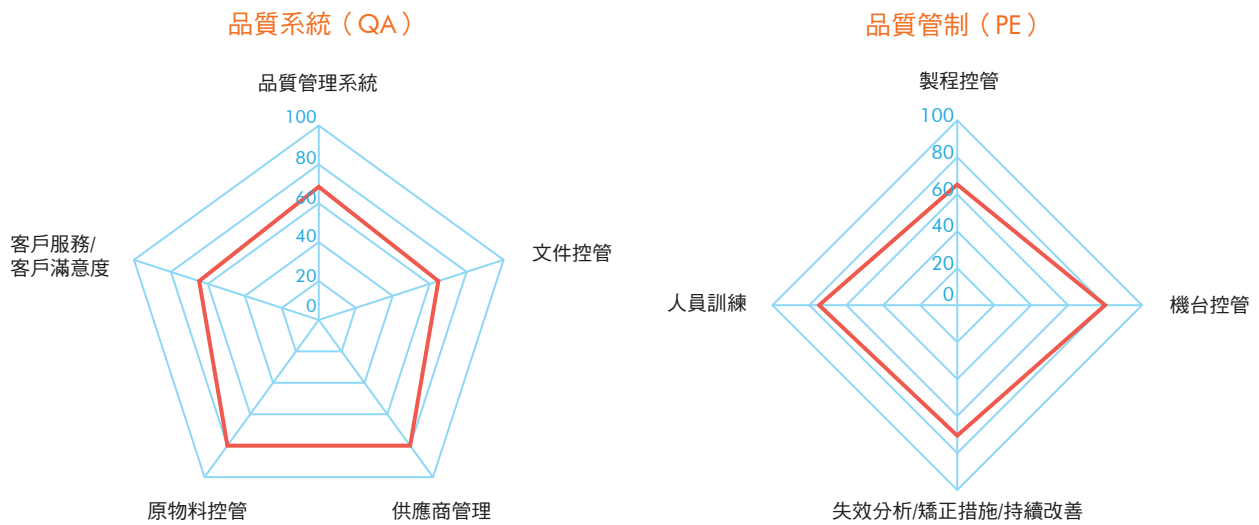 品質系統（QA）
品質管理系統
100
80
60
40
20
0
客戶服務/
客戶滿意度
文件控管
原物料控管
供應商管理
品質管制（PE）
製程控管
100
80
60
40
20
0
人員訓練
機台控管
失效分析/矯正措施/持續改善